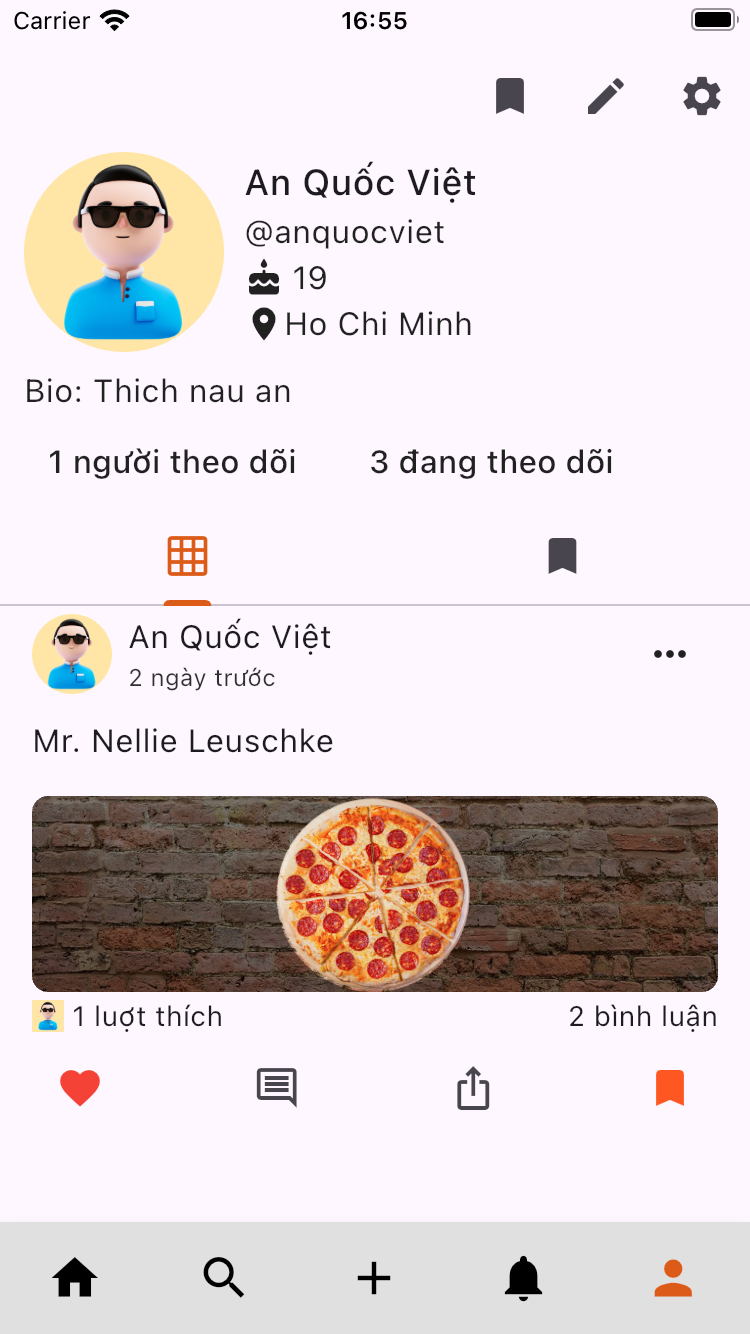 Carrier 16:55
An Quốc Việt
@anquocviet
19
Ho Chi Minh
Bio: Thich nau an
1 người theo dõi 3 đang theo dõi
An Quốc Việt
2 ngày trước
Mr. Nellie Leuschke
1 luợt thích 2 bình luận